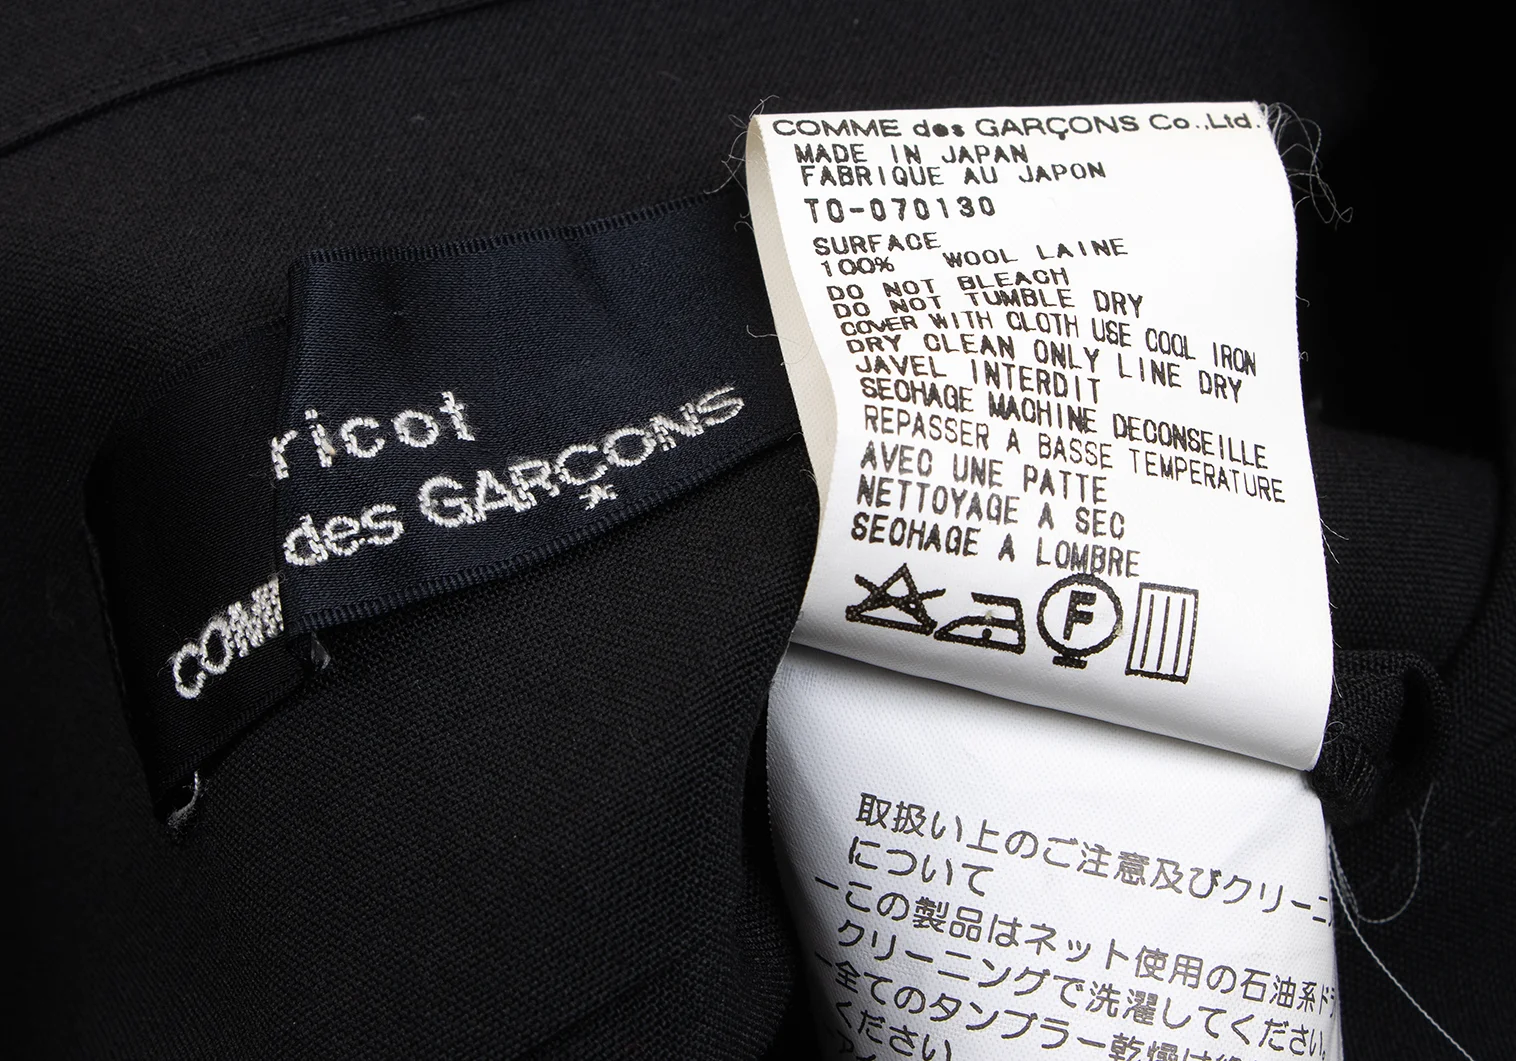 ricot
COMM des GARÇONS
*
COMME des GARÇONS Co.,Ltd.
MADE IN JAPAN
FABRIQUE AU JAPON
TO-070130
SURFACE
100% WOOL LAINE
DO NOT BLEACH
DO NOT TUMBLE DRY
COVER WITH CLOTH USE COOL IRON
DRY CLEAN ONLY LINE DRY
JAVEL INTERDIT
SECHAGE MACHINE DECONSEILLE
REPASSER A BASSE TEMPERATURE
AVEC UNE PATTE
NETTOYAGE A SEC
SECHAGE A LOMBRE
F
取扱い上のご注意及びクリーニ
について
ーこの製品はネット使用の石油系ドラ
クリーニングで洗濯してください。
ー全てのタンブラー乾燥は
ください